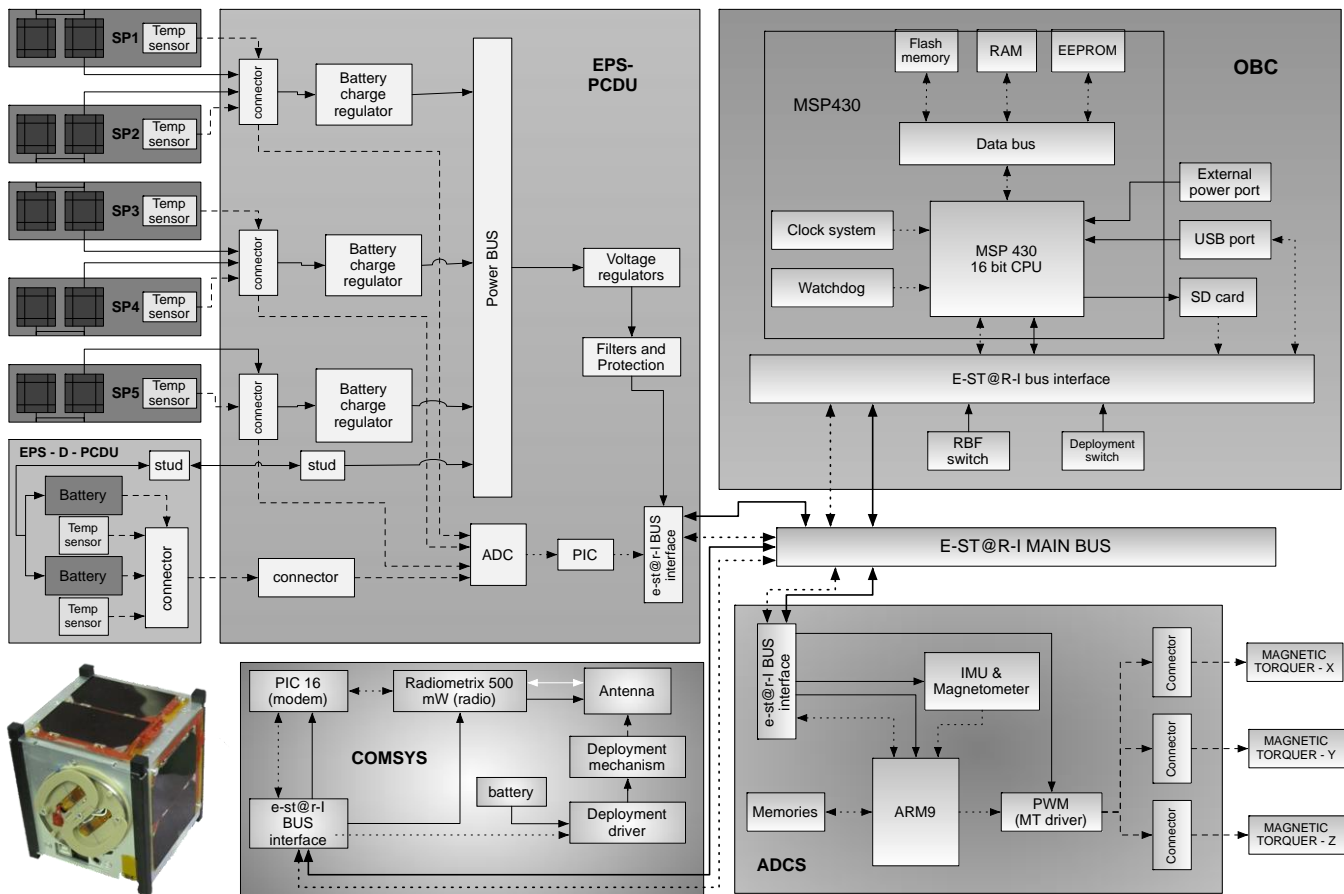 SP1
Temp
sensor
SP2
Temp
sensor
SP3
Temp
sensor
SP4
Temp
sensor
SP5
Temp
sensor
EPS - D - PCDU
stud
Battery
Temp
sensor
Battery
Temp
sensor
connector
EPS-
PCDU
connector
Battery
charge
regulator
connector
Battery
charge
regulator
connector
Battery
charge
regulator
stud
connector
Power BUS
Voltage
regulators
Filters and
Protection
ADC
PIC
e-st@r-I BUS
interface
OBC
MSP430
Flash
memory
RAM
EEPROM
Data bus
Clock system
Watchdog
MSP 430
16 bit CPU
External
power port
USB port
SD card
E-ST@R-I bus interface
RBF
switch
Deployment
switch
E-ST@R-I MAIN BUS
COMSYS
PIC 16
(modem)
Radiometrix 500
mW (radio)
Antenna
Deployment
mechanism
battery
Deployment
driver
e-st@r-I
BUS
interface
ADCS
e-st@r-I BUS
interface
IMU &
Magnetometer
Memories
ARM9
PWM
(MT driver)
Connector
Connector
Connector
MAGNETIC
TORQUER - X
MAGNETIC
TORQUER - Y
MAGNETIC
TORQUER - Z